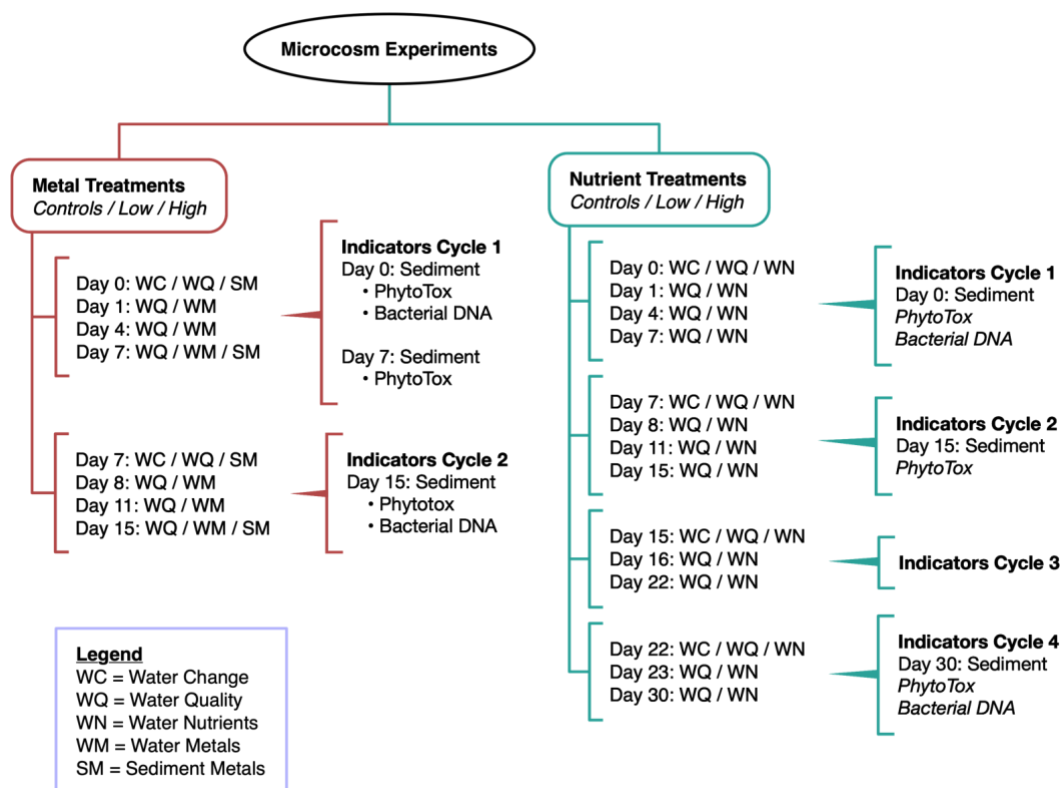 Microcosm Experiments
Metal Treatments
Controls / Low / High
Day 0: WC / WQ / SM
Day 1: WQ / WM
Day 4: WQ / WM
Day 7: WQ / WM / SM
Indicators Cycle 1
Day 0: Sediment
• PhytoTox
• Bacterial DNA
Day 7: Sediment
• PhytoTox
Day 7: WC / WQ / SM
Day 8: WQ / WM
Day 11: WQ / WM
Day 15: WQ / WM / SM
Indicators Cycle 2
Day 15: Sediment
• Phytotox
• Bacterial DNA
Nutrient Treatments
Controls / Low / High
Day 0: WC / WQ / WN
Day 1: WQ / WN
Day 4: WQ / WN
Day 7: WQ / WN
Indicators Cycle 1
Day 0: Sediment
PhytoTox
Bacterial DNA
Day 7: WC / WQ / WN
Day 8: WQ / WN
Day 11: WQ / WN
Day 15: WQ / WN
Indicators Cycle 2
Day 15: Sediment
PhytoTox
Day 15: WC / WQ / WN
Day 16: WQ / WN
Day 22: WQ / WN
Indicators Cycle 3
Day 22: WC / WQ / WN
Day 23: WQ / WN
Day 30: WQ / WN
Indicators Cycle 4
Day 30: Sediment
PhytoTox
Bacterial DNA
Legend
WC = Water Change
WQ = Water Quality
WN = Water Nutrients
WM = Water Metals
SM = Sediment Metals